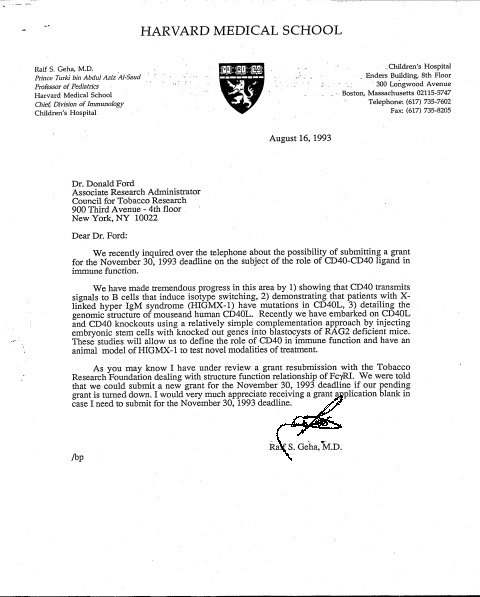 HARVARD MEDICAL SCHOOL
Raif S. Geha, M.D.
Prince Turki bin Abdul Aziz Al-Saud
Professor of Pediatrics
Harvard Medical School
Chief, Division of Immunology
Children's Hospital
Children's Hospital
Enders Building, 8th Floor
300 Longwood Avenue
Boston, Massachusetts 02115-5747
Telephone: (617) 735-7602
Fax: (617) 735-8205
August 16, 1993
Dr. Donald Ford
Associate Research Administrator
Council for Tobacco Research
900 Third Avenue - 4th floor
New York, NY 10022
Dear Dr. Ford:
We recently inquired over the telephone about the possibility of submitting a grant
for the November 30, 1993 deadline on the subject of the role of CD40-CD40 ligand in
immune function.
We have made tremendous progress in this area by 1) showing that CD40 transmits
signals to B cells that induce isotype switching, 2) demonstrating that patients with X-
linked hyper IgM syndrome (HIGMX-1) have mutations in CD40L, 3) detailing the
genomic structure of mouseand human CD40L. Recently we have embarked on CD40L
and CD40 knockouts using a relatively simple complementation approach by injecting
embryonic stem cells with knocked out genes into blastocysts of RAG2 deficient mice.
These studies will allow us to define the role of CD40 in immune function and have an
animal model of HIGMX-1 to test novel modalities of treatment.
As you may know I have under review a grant resubmission with the Tobacco
Research Foundation dealing with structure function relationship of FcγRI. We were told
that we could submit a new grant for the November 30, 1993 deadline if our pending
grant is turned down. I would very much appreciate receiving a grant application blank in
case I need to submit for the November 30, 1993 deadline.
Raif S. Geha, M.D.
/bp